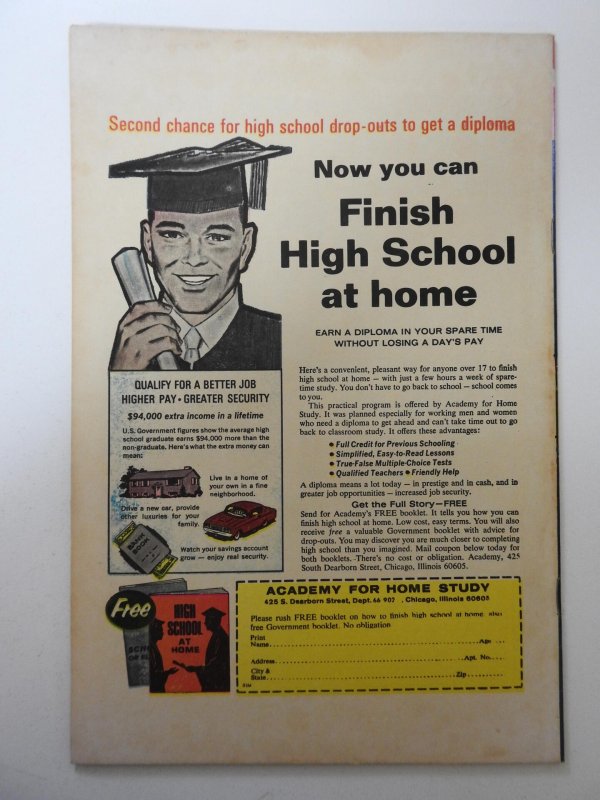 Second chance for high school drop-outs to get a diploma
Now you can
Finish
High School
at home
EARN A DIPLOMA IN YOUR SPARE TIME
WITHOUT LOSING A DAY'S PAY
QUALIFY FOR A BETTER JOB
HIGHER PAY • GREATER SECURITY
$94,000 extra income in a lifetime
U.S. Government figures show the average high
school graduate earns $94,000 more than the
non-graduate. Here's what the extra money can
mean:
Live in a home of
your own in a fine
neighborhood.
Drive a new car, provide
other luxuries for your
family.
BANK
BOOK
Watch your savings account
grow — enjoy real security.
Here's a convenient, pleasant way for anyone over 17 to finish
high school at home — with just a few hours a week of spare-
time study. You don't have to go back to school — school comes
to you.
This practical program is offered by Academy for Home
Study. It was planned especially for working men and women
who need a diploma to get ahead and can't take time out to go
back to classroom study. It offers these advantages:
• Full Credit for Previous Schooling
• Simplified, Easy-to-Read Lessons
• True-False Multiple-Choice Tests
• Qualified Teachers • Friendly Help
A diploma means a lot today — in prestige and in cash, and in
greater job opportunities — increased job security.
Get the Full Story—FREE
Send for Academy's FREE booklet. It tells you how you can
finish high school at home. Low cost, easy terms. You will also
receive free a valuable Government booklet with advice for
drop-outs. You may discover you are much closer to completing
high school than you imagined. Mail coupon below today for
both booklets. There's no cost or obligation. Academy, 425
South Dearborn Street, Chicago, Illinois 60605.
Free
HIGH
SCHOOL
AT
HOME
ACADEMY FOR HOME STUDY
425 S. Dearborn Street, Dept. 66 907 , Chicago, Illinois 60605
Please rush FREE booklet on how to finish high school at home, also
free Government booklet. No obligation
Print
Name Age
Address Apt. No.
City &
State Zip